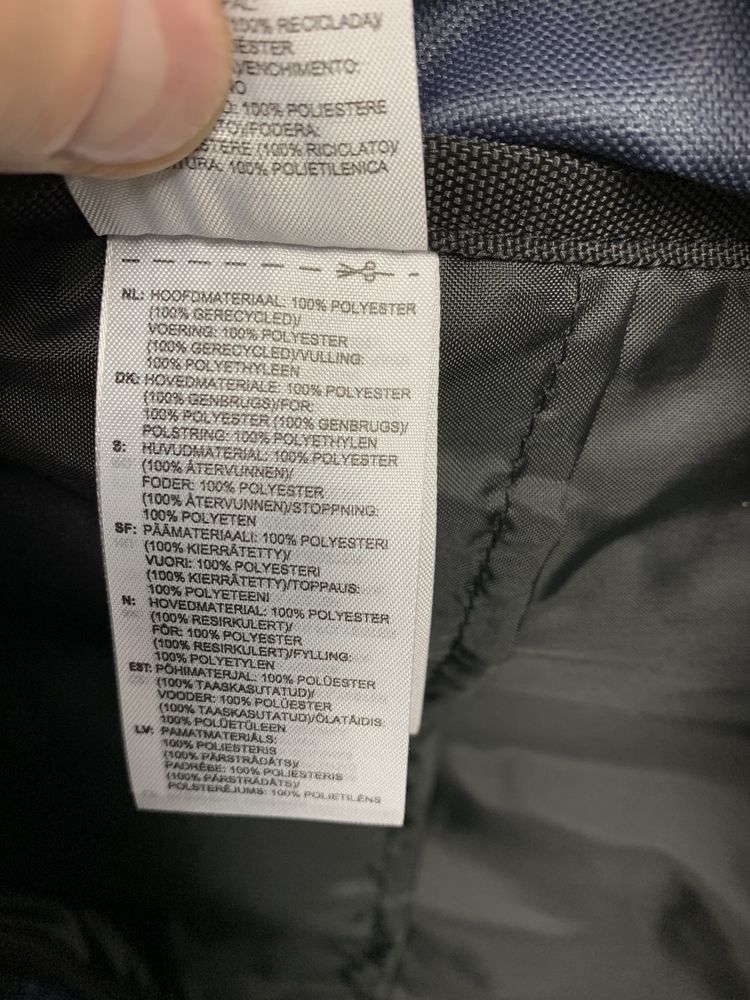 (100% RECICLADA)/
ENCHIMENTO:
100% POLIESTERE
FODERA:
(100% RICICLATO)/
100% POLIETILENICA
NL: HOOFDMATERIAAL: 100% POLYESTER
(100% GERECYCLED)/
VOERING: 100% POLYESTER
(100% GERECYCLED)/VULLING:
100% POLYETHYLEEN
DK: HOVEDMATERIALE: 100% POLYESTER
(100% GENBRUGS)/FOR:
100% POLYESTER (100% GENBRUGS)/
POLSTRING: 100% POLYETHYLEN
S: HUVUDMATERIAL: 100% POLYESTER
(100% ÅTERVUNNEN)/
FODER: 100% POLYESTER
(100% ÅTERVUNNEN)/STOPPNING:
100% POLYETEN
SF: PÄÄMATERIAALI: 100% POLYESTERI
(100% KIERRÄTETTY)/
VUORI: 100% POLYESTERI
(100% KIERRÄTETTY)/TOPPAUS:
100% POLYETEENI
N: HOVEDMATERIAL: 100% POLYESTER
(100% RESIRKULERT)/
FÔR: 100% POLYESTER
(100% RESIRKULERT)/FYLLING:
100% POLYETYLEN
EST: PÕHIMATERJAL: 100% POLÜESTER
(100% TAASKASUTATUD)/
VOODER: 100% POLÜESTER
(100% TAASKASUTATUD)/ÕLATÄIDIS:
100% POLÜETÜLEEN
LV: PAMATMATERIĀLS:
100% POLIESTERIS
(100% PĀRSTRĀDĀTS)/
PADRĒBE: 100% POLIESTERIS
(100% PĀRSTRĀDĀTS)/
POLSTERĒJUMS: 100% POLIETILĒNS